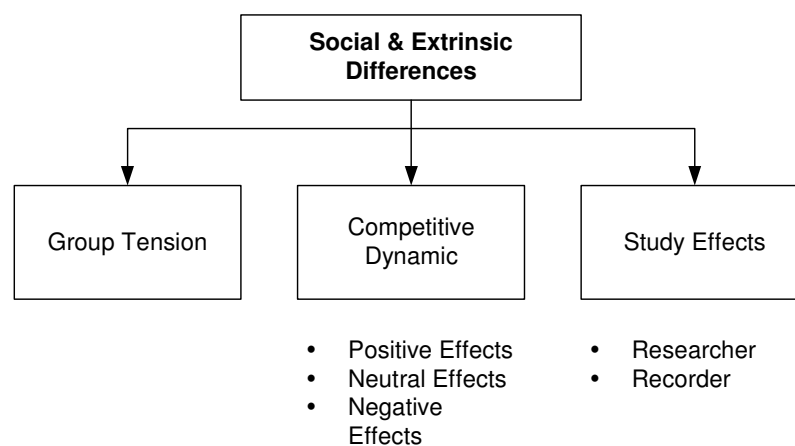 Social & Extrinsic
Differences
Group Tension
Competitive
Dynamic
Study Effects
• Positive Effects
• Neutral Effects
• Negative
Effects
• Researcher
• Recorder